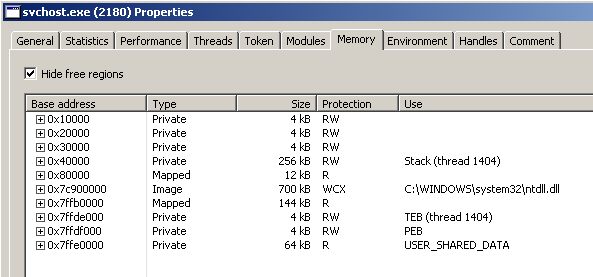 svchost.exe (2180) Properties
General Statistics Performance Threads Token Modules Memory Environment Handles Comment
Hide free regions
Base address Type Size Protection Use
0x10000 Private 4 kB RW
0x20000 Private 4 kB RW
0x30000 Private 4 kB RW
0x40000 Private 256 kB RW Stack (thread 1404)
0x80000 Mapped 12 kB R
0x7c900000 Image 700 kB WCX C:\WINDOWS\system32\ntdll.dll
0x7ffb0000 Mapped 144 kB R
0x7ffde000 Private 4 kB RW TEB (thread 1404)
0x7ffdf000 Private 4 kB RW PEB
0x7ffe0000 Private 64 kB R USER_SHARED_DATA